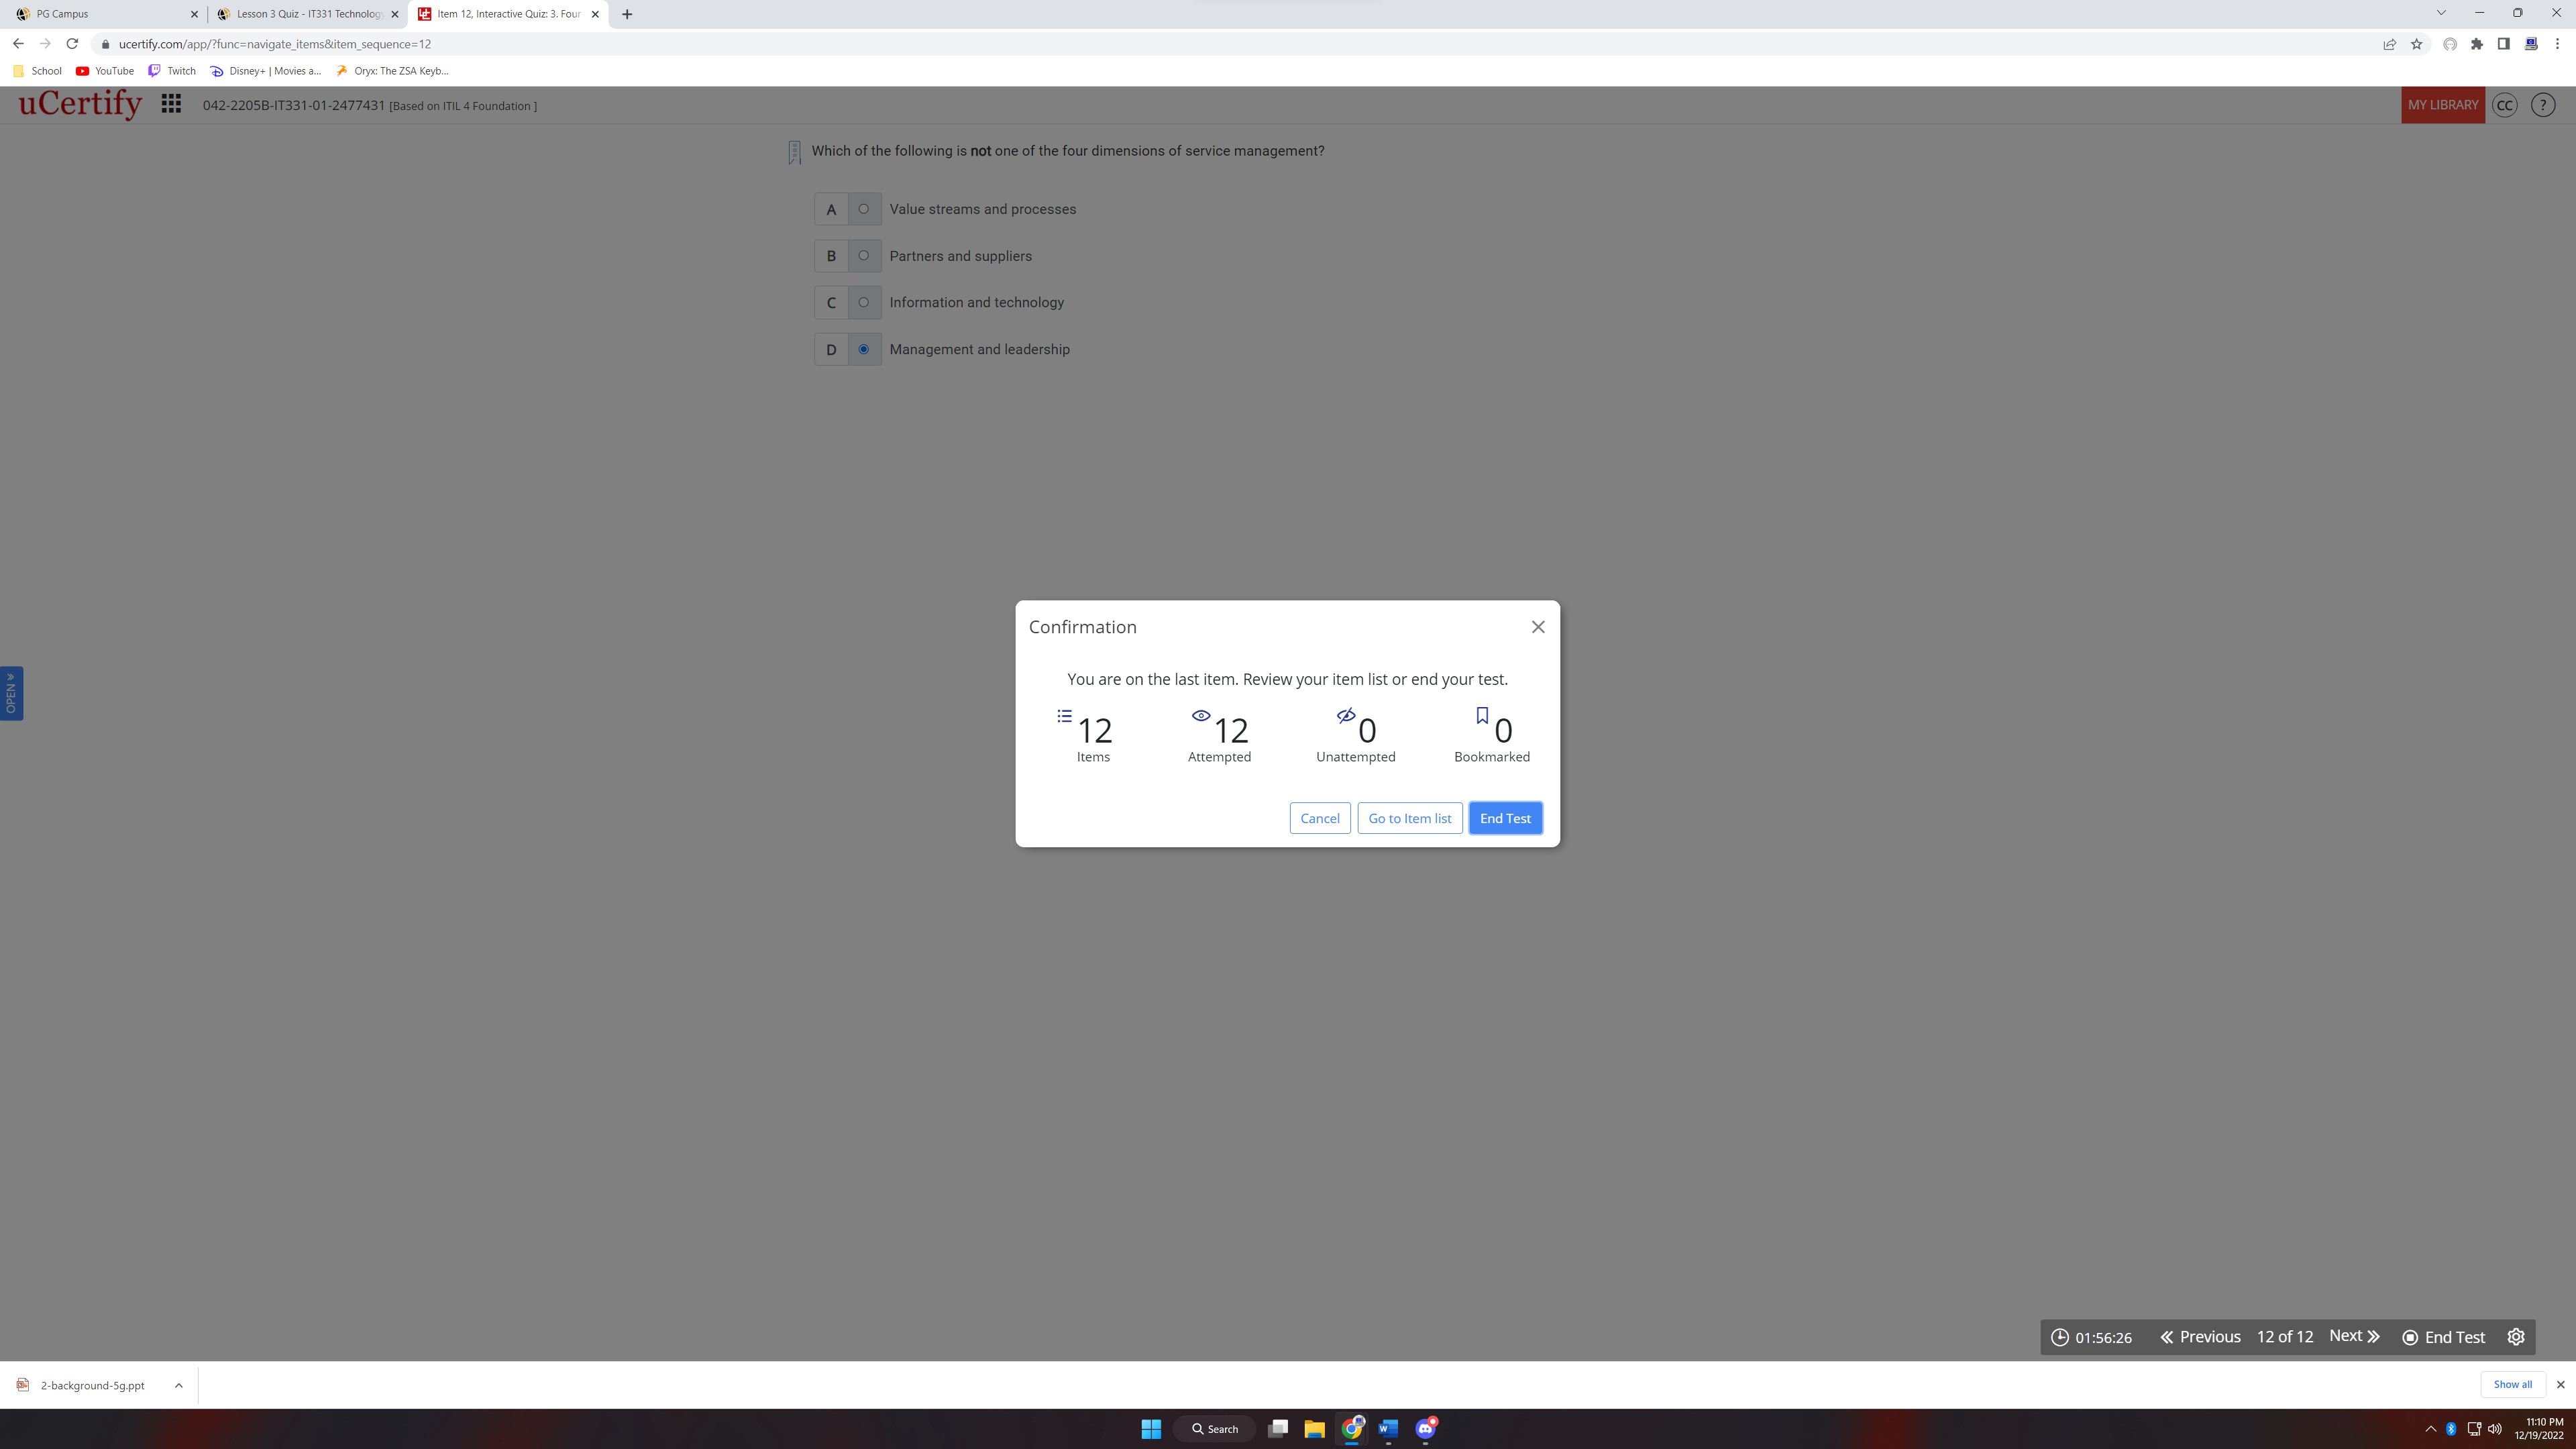 PG Campus
Lesson 3 Quiz - IT331 Technology
Item 12, Interactive Quiz: 3. Four
ucertify.com/app/?func=navigate_items&item_sequence=12
School YouTube Twitch Disney+ | Movies a... Oryx: The ZSA Keyb...
uCertify 042-2205B-IT331-01-2477431 [Based on ITIL 4 Foundation ] MY LIBRARY CC ?
Which of the following is not one of the four dimensions of service management?
A Value streams and processes
B Partners and suppliers
C Information and technology
D Management and leadership
Confirmation
You are on the last item. Review your item list or end your test.
12 12 0 0
Items Attempted Unattempted Bookmarked
Cancel Go to Item list End Test
OPEN
01:56:26 Previous 12 of 12 Next End Test
2-background-5g.ppt Show all
Search
11:10 PM
12/19/2022